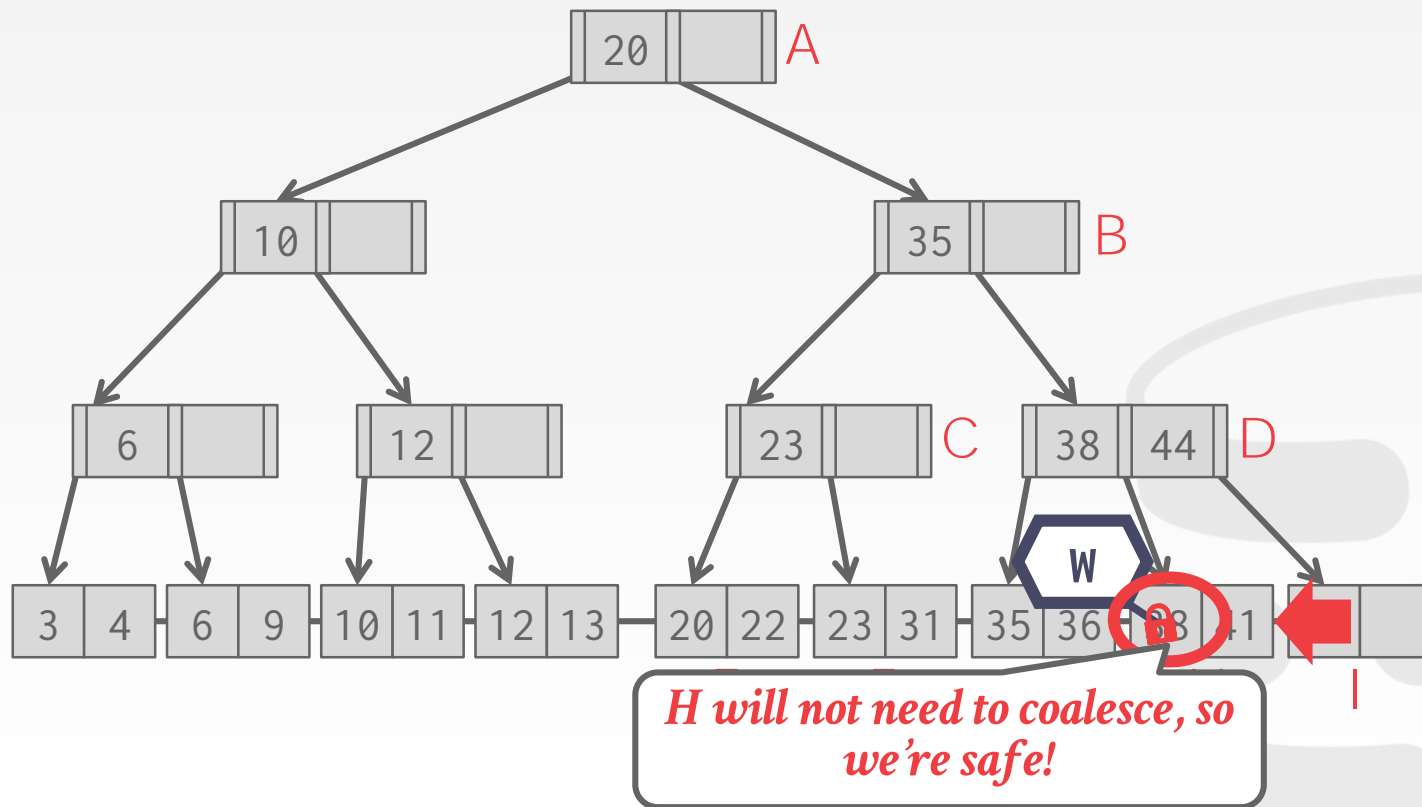 20 A
10 35 B
6 12 23 C 38 44 D
W
3 4 6 9 10 11 12 13 20 22 23 31 35 36 41
H will not need to coalesce, so
we're safe!